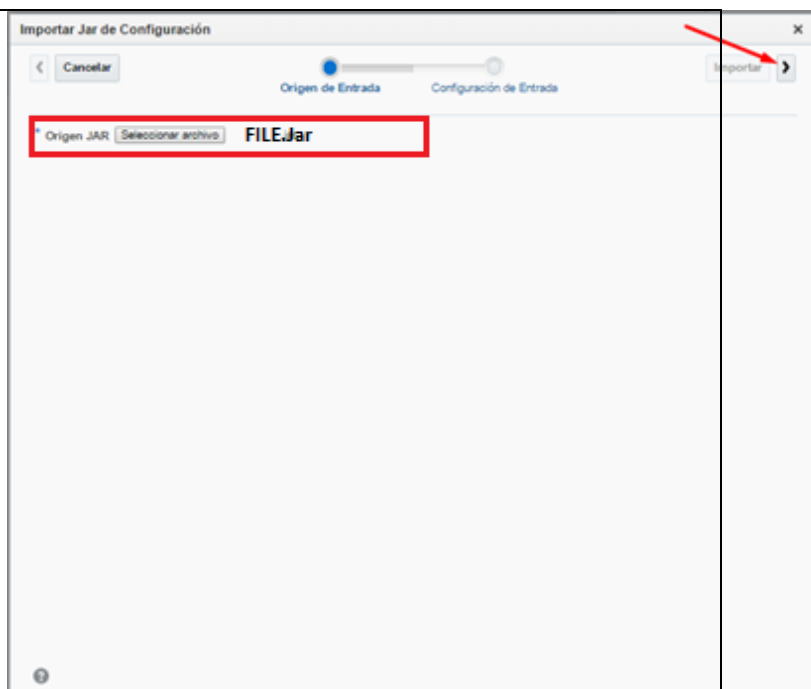 Importar Jar de Configuración ×
Cancelar Importar
Origen de Entrada Configuración de Entrada
* Origen JAR Seleccionar archivo FILE.Jar
?